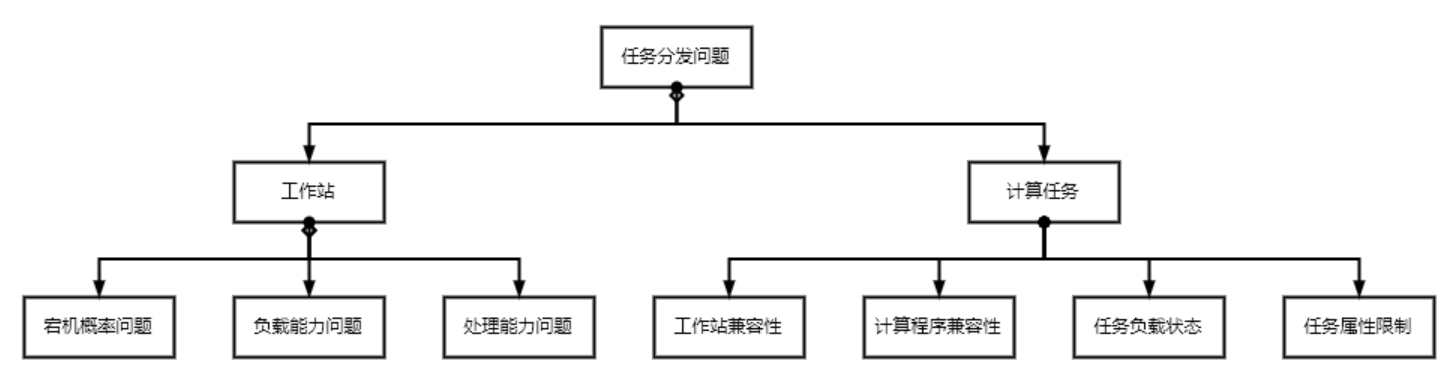 任务分发问题
工作站
计算任务
宕机概率问题
负载能力问题
处理能力问题
工作站兼容性
计算程序兼容性
任务负载状态
任务属性限制